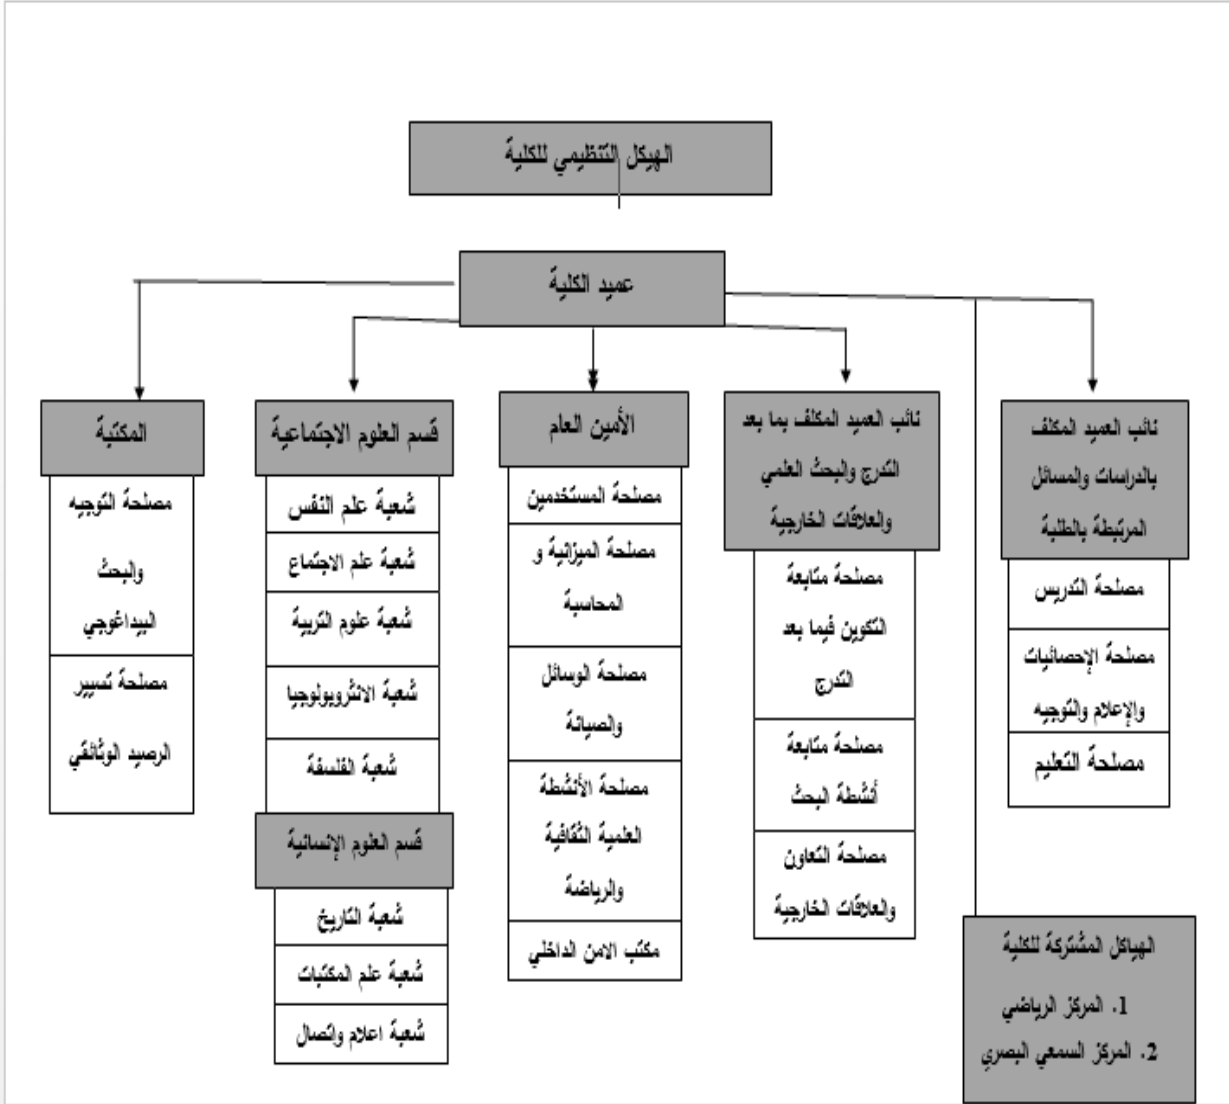 الهيكل التنظيمي للكلية
عميد الكلية
نائب العميد المكلف
بالدراسات والمسائل
المرتبطة بالطلبة
مصلحة التدريس
مصلحة الإحصائيات
والإعلام والتوجيه
مصلحة التعليم
نائب العميد المكلف بما بعد
التدرج والبحث العلمي
والعلاقات الخارجية
مصلحة متابعة
التكوين فيما بعد
التدرج
مصلحة متابعة
أنشطة البحث
مصلحة التعاون
والعلاقات الخارجية
الأمين العام
مصلحة المستخدمين
مصلحة الميزانية و
المحاسبة
مصلحة الوسائل
والصيانة
مصلحة الأنشطة
العلمية الثقافية
والرياضة
مكتب الامن الداخلي
قسم العلوم الاجتماعية
شعبة علم النفس
شعبة علم الاجتماع
شعبة علوم التربية
شعبة الانثروبولوجيا
شعبة الفلسفة
قسم العلوم الإنسانية
شعبة التاريخ
شعبة علم المكتبات
شعبة اعلام واتصال
المكتبة
مصلحة التوجيه
والبحث
البيداغوجي
مصلحة تسيير
الرصيد الوثائقي
الهياكل المشتركة للكلية
1. المركز الرياضي
2. المركز السمعي البصري